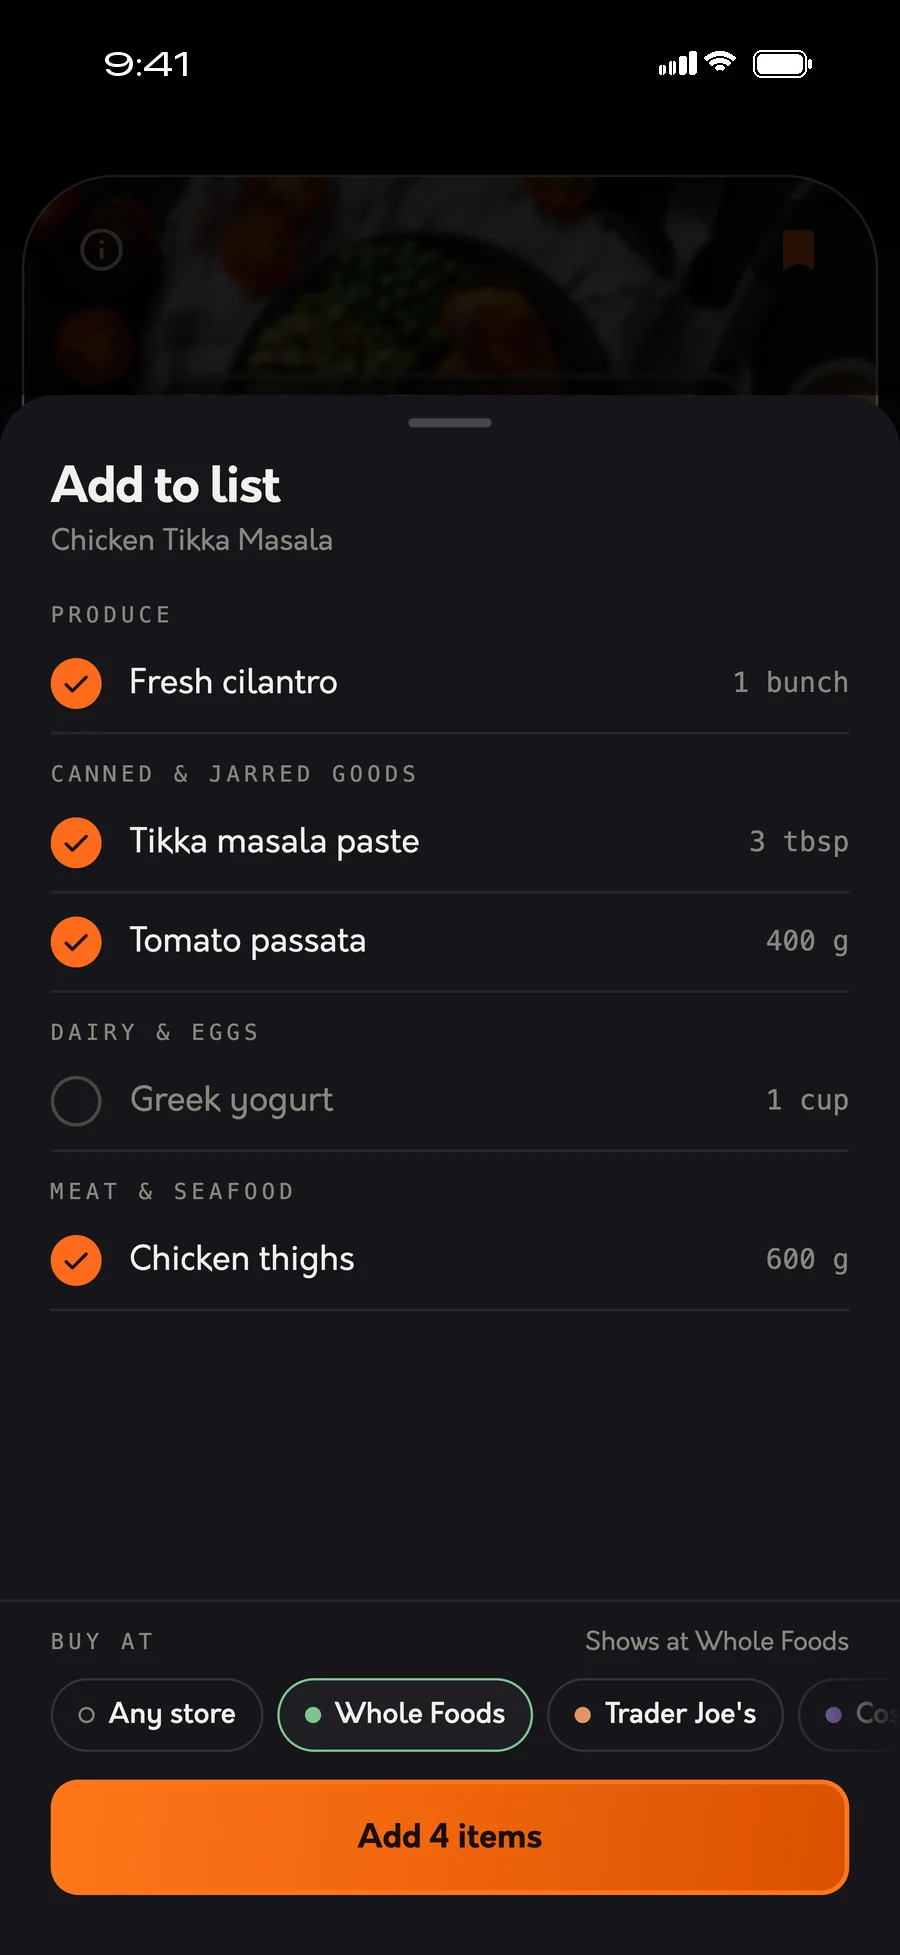 9:41
Add to list
Chicken Tikka Masala
PRODUCE
Fresh cilantro 1 bunch
CANNED & JARRED GOODS
Tikka masala paste 3 tbsp
Tomato passata 400 g
DAIRY & EGGS
Greek yogurt 1 cup
MEAT & SEAFOOD
Chicken thighs 600 g
BUY AT Shows at Whole Foods
Any store Whole Foods Trader Joe's
Add 4 items